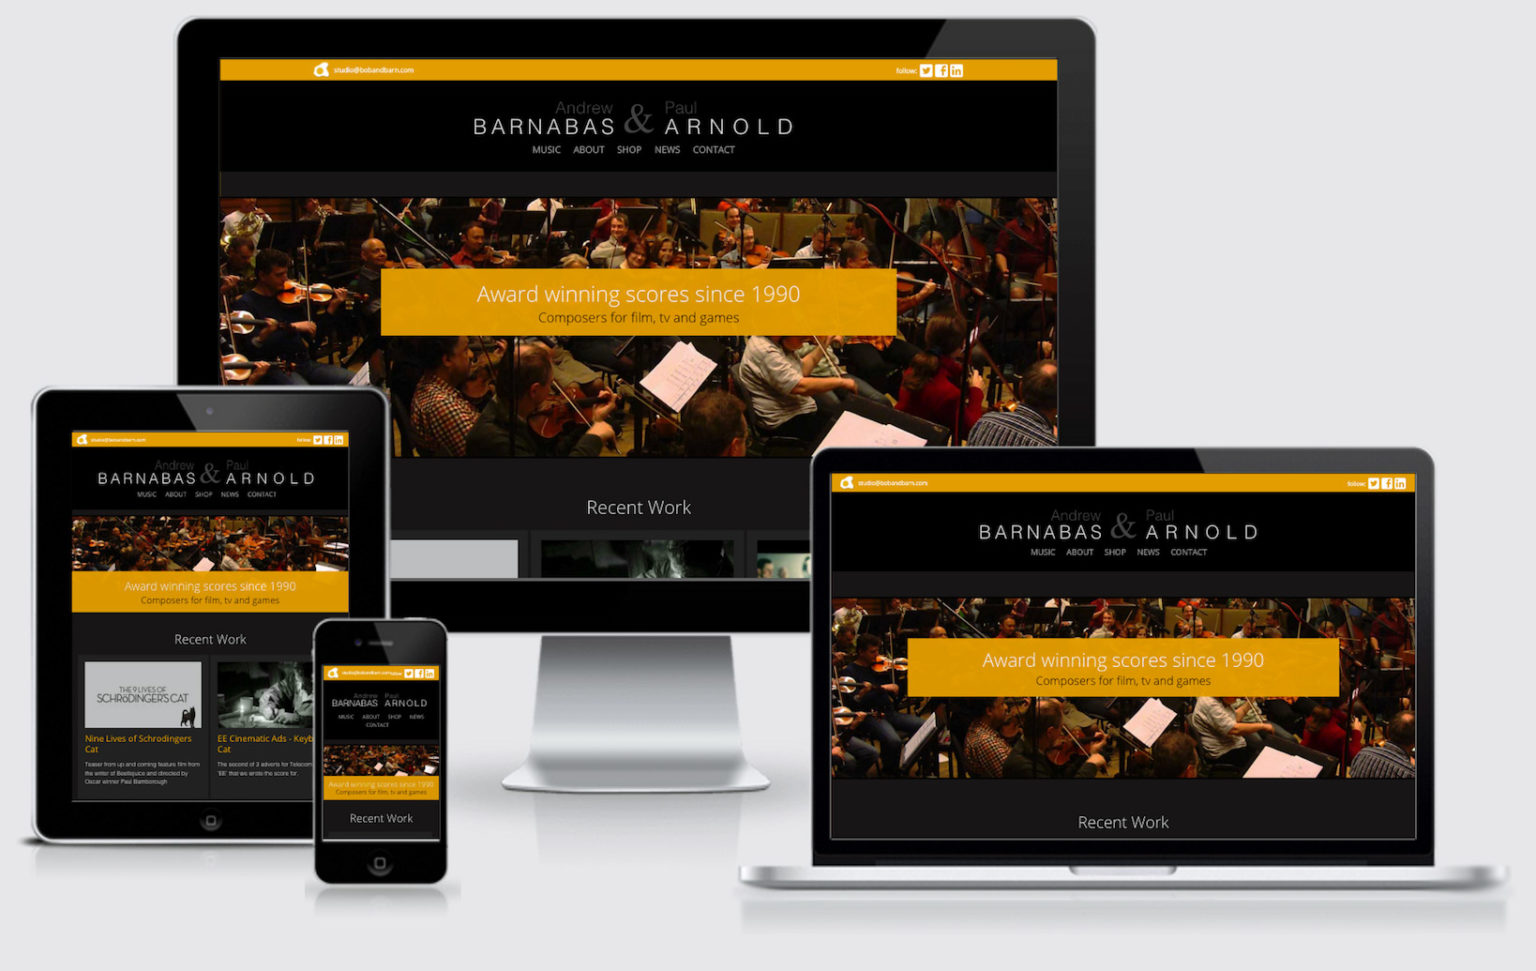 studio@bobandbarn.com
follow:
Andrew Paul
BARNABAS & ARNOLD
MUSIC ABOUT SHOP NEWS CONTACT
Award winning scores since 1990
Composers for film, tv and games
Recent Work
studio@bobandbarn.com
follow:
Andrew Paul
BARNABAS & ARNOLD
MUSIC ABOUT SHOP NEWS CONTACT
Award winning scores since 1990
Composers for film, tv and games
Recent Work
THE 9 LIVES OF
SCHRöDINGER'S CAT
Nine Lives of Schrodingers
Cat
Teaser from up and coming feature film from
the writer of Beetlejuice and directed by
Oscar winner Paul Bamborough
EE Cinematic Ads - Keyb
Cat
The second of 3 adverts for Telecom
'EE' that we wrote the score for.
studio@bobandbarn.com
follow:
Andrew Paul
BARNABAS & ARNOLD
MUSIC ABOUT SHOP NEWS
CONTACT
Award winning scores since 1990
Composers for film, tv and games
Recent Work
studio@bobandbarn.com
follow:
Andrew Paul
BARNABAS & ARNOLD
MUSIC ABOUT SHOP NEWS CONTACT
Award winning scores since 1990
Composers for film, tv and games
Recent Work